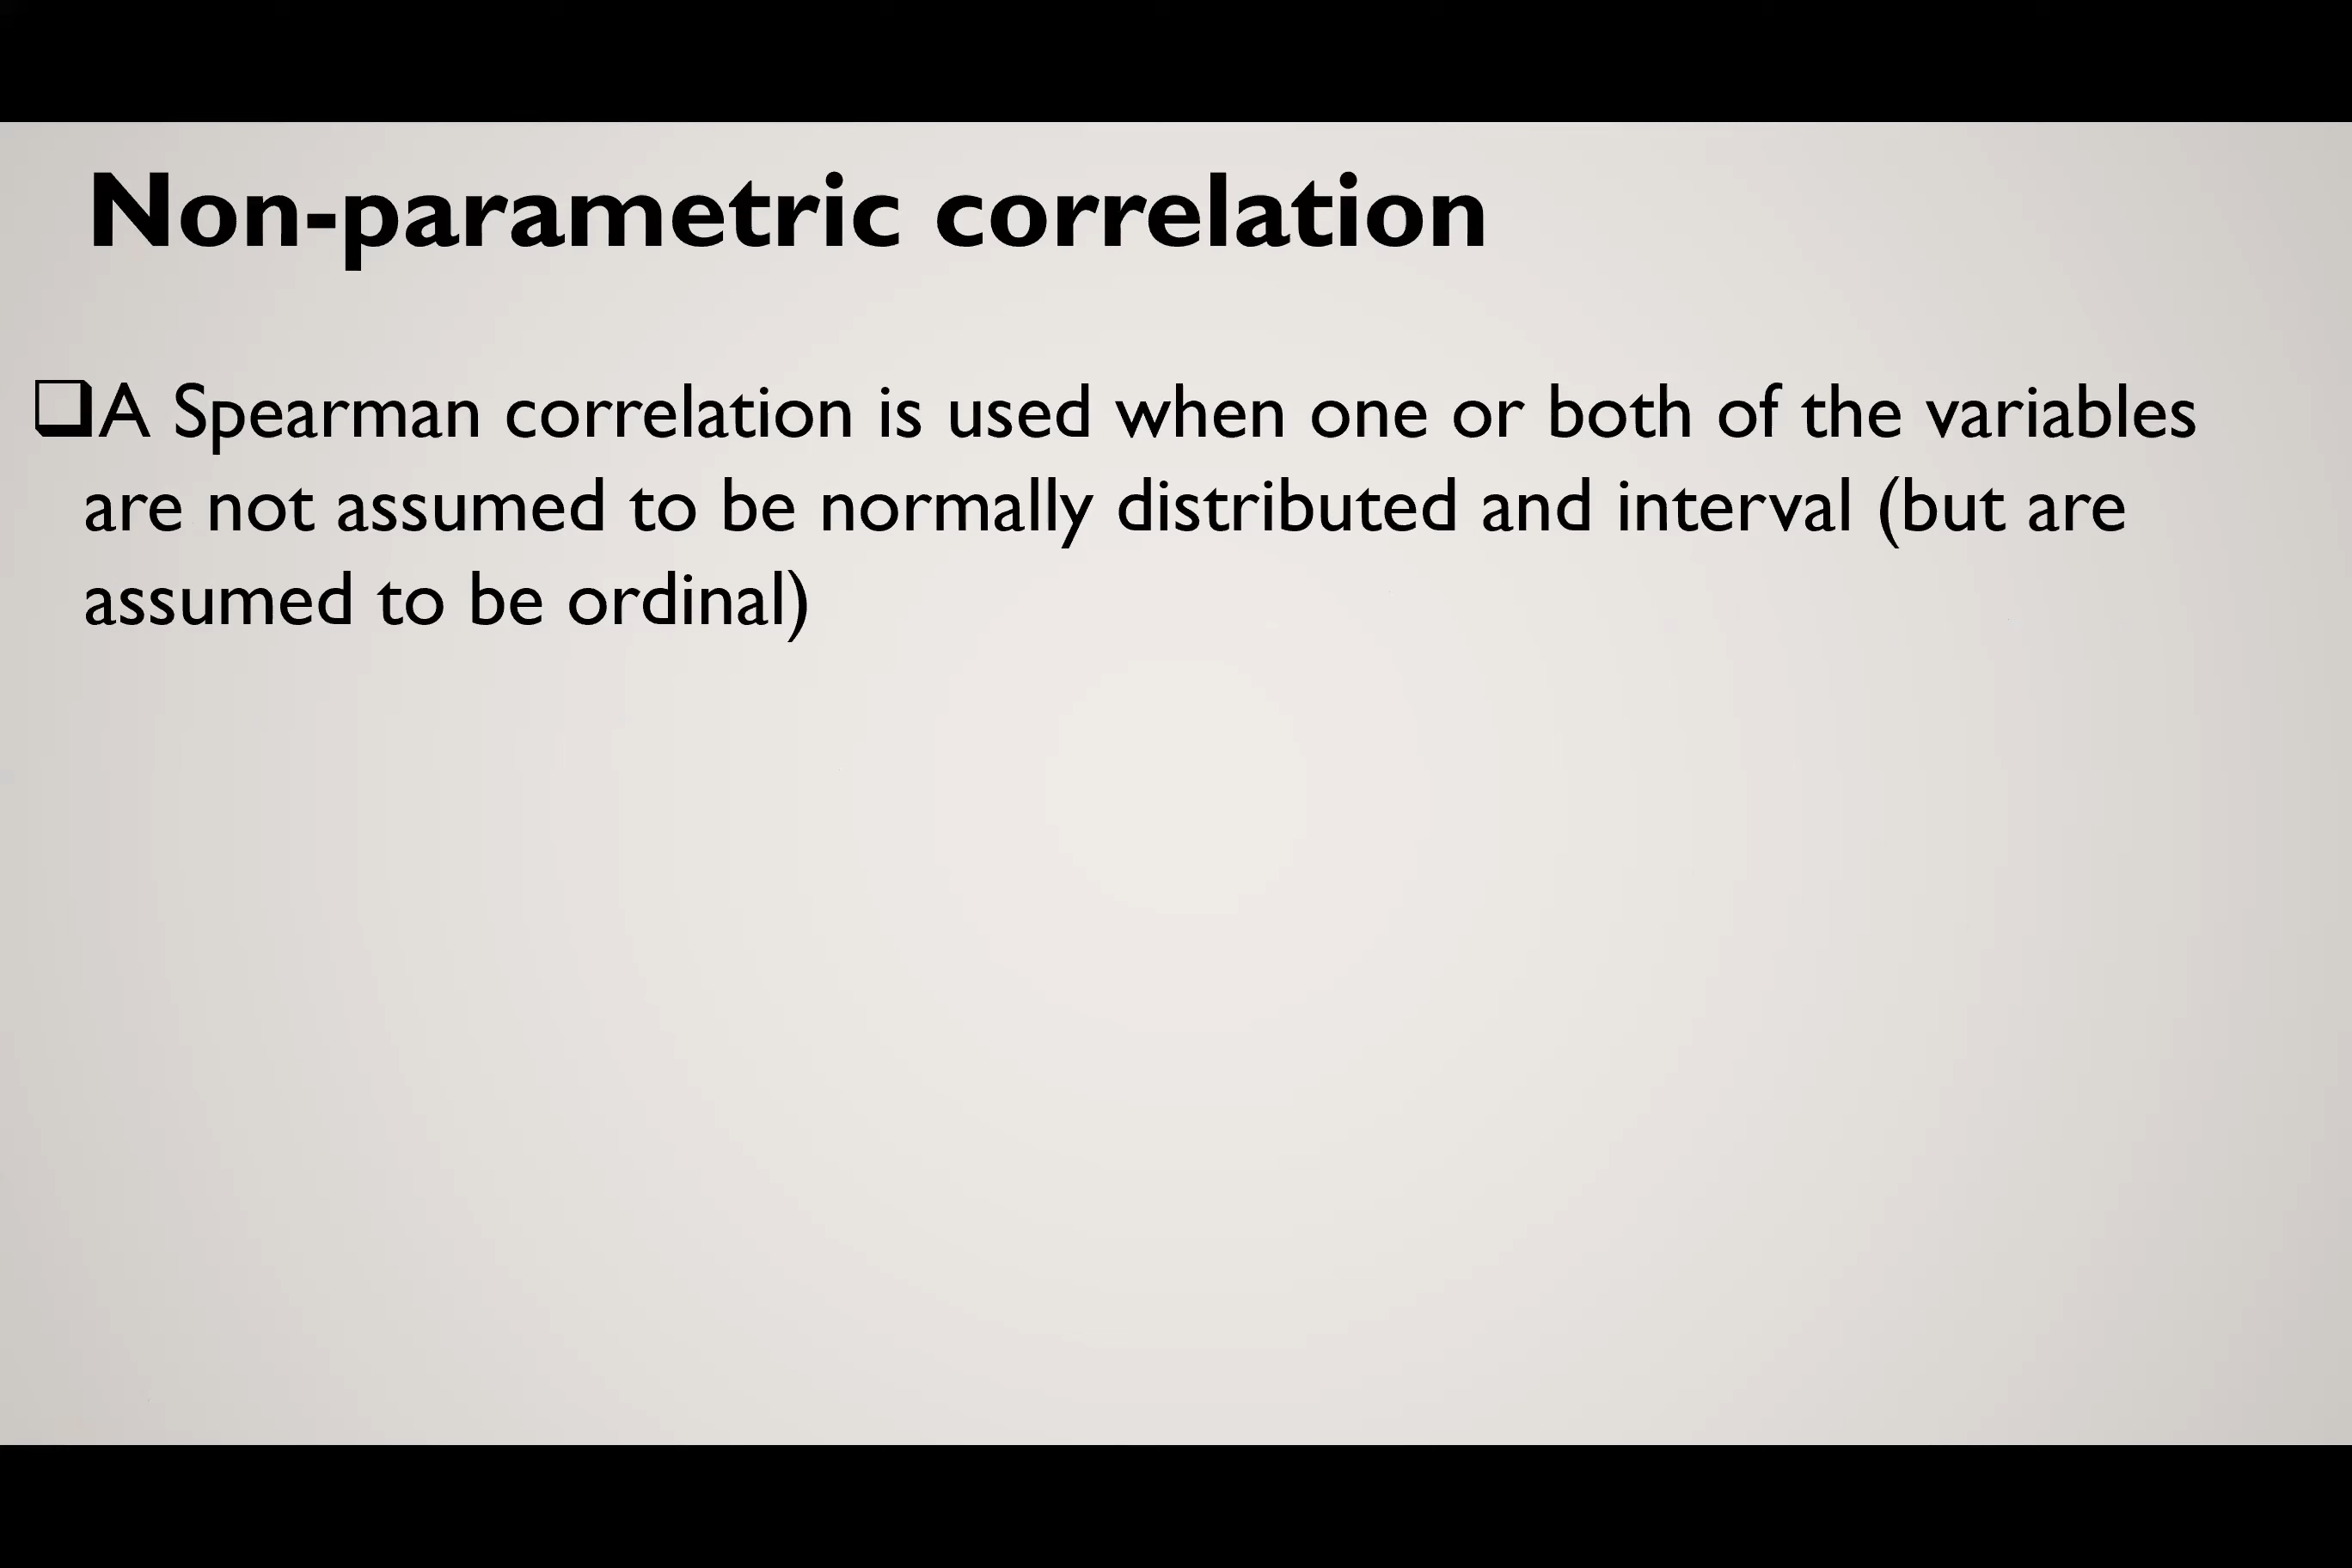 Non-parametric correlation
❑A Spearman correlation is used when one or both of the variables
are not assumed to be normally distributed and interval (but are
assumed to be ordinal)